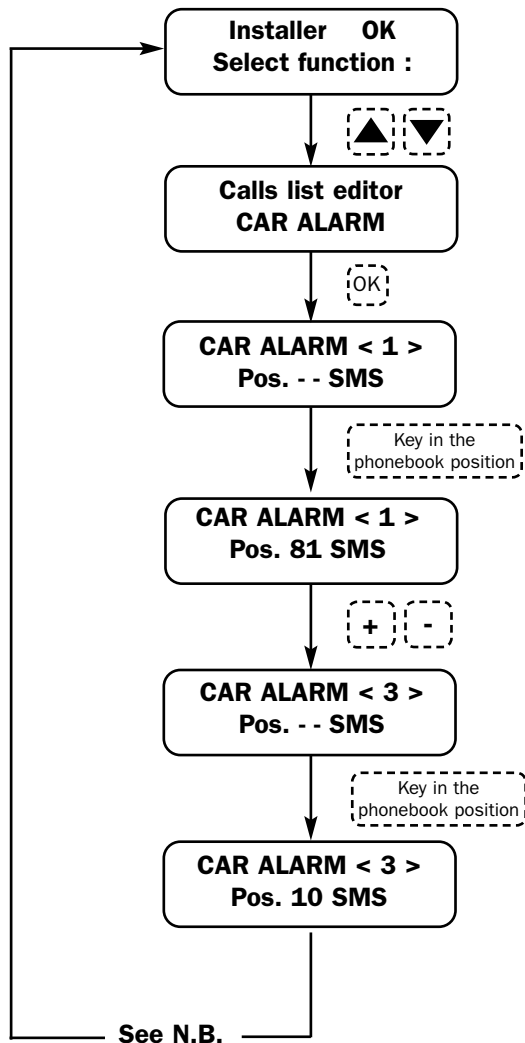 Installer OK
Select function :
▲ ▼
Calls list editor
CAR ALARM
OK
CAR ALARM < 1 >
Pos. - - SMS
Key in the
phonebook position
CAR ALARM < 1 >
Pos. 81 SMS
+ -
CAR ALARM < 3 >
Pos. - - SMS
Key in the
phonebook position
CAR ALARM < 3 >
Pos. 10 SMS
See N.B.